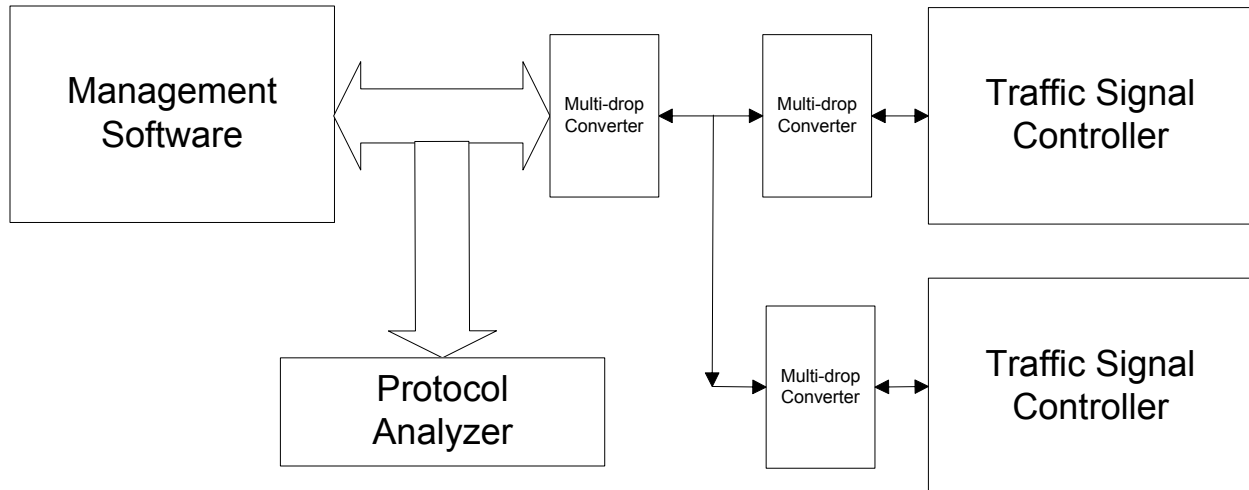 Management
Software
Multi-drop
Converter
Multi-drop
Converter
Traffic Signal
Controller
Protocol
Analyzer
Multi-drop
Converter
Traffic Signal
Controller